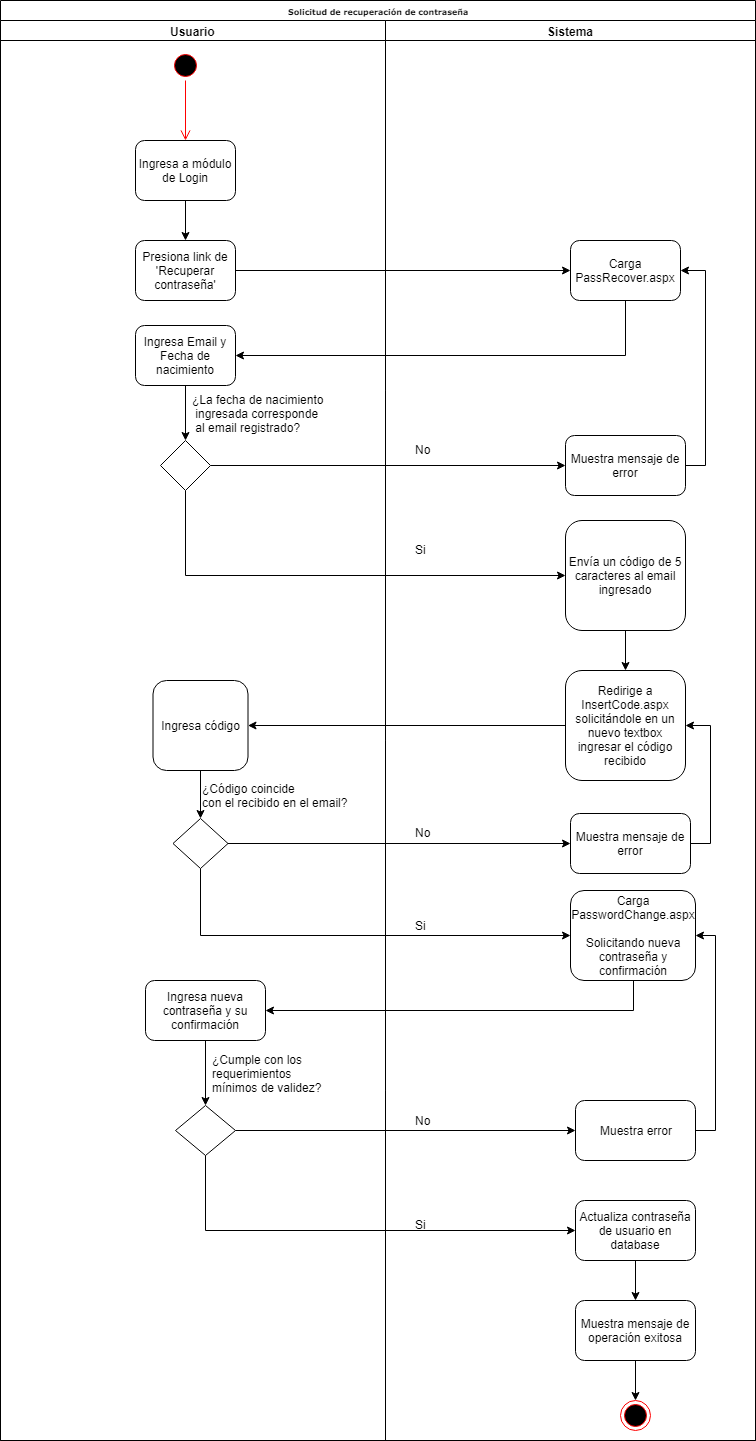 Solicitud de recuperación de contraseña
Usuario
Sistema
Ingresa a módulo
de Login
Presiona link de
'Recuperar
contraseña'
Carga
PassRecover.aspx
Ingresa Email y
Fecha de
nacimiento
¿La fecha de nacimiento
ingresada corresponde
al email registrado?
No
Muestra mensaje de
error
Si
Envía un código de 5
caracteres al email
ingresado
Redirige a
InsertCode.aspx
solicitándole en un
nuevo textbox
ingresar el código
recibido
Ingresa código
¿Código coincide
con el recibido en el email?
No
Muestra mensaje de
error
Si
Carga
PasswordChange.aspx
Solicitando nueva
contraseña y
confirmación
Ingresa nueva
contraseña y su
confirmación
¿Cumple con los
requerimientos
mínimos de validez?
No
Muestra error
Si
Actualiza contraseña
de usuario en
database
Muestra mensaje de
operación exitosa